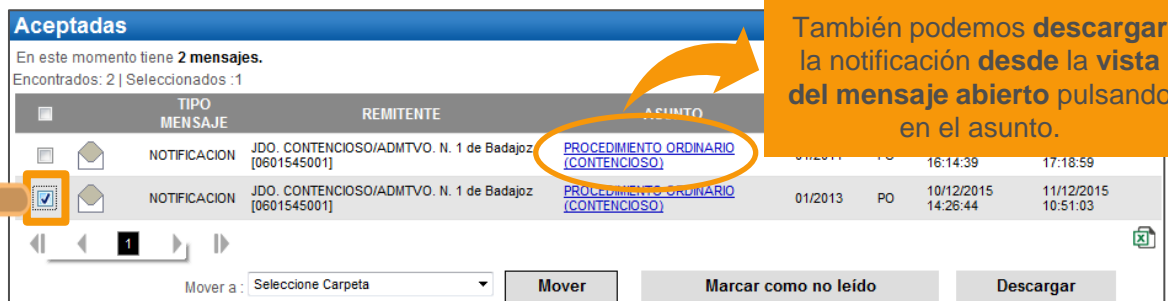 Aceptadas
En este momento tiene 2 mensajes.
Encontrados: 2 | Seleccionados :1
También podemos descargar
la notificación desde la vista
del mensaje abierto pulsando
en el asunto.
TIPO MENSAJE REMITENTE ASUNTO
NOTIFICACION JDO. CONTENCIOSO/ADMTVO. N. 1 de Badajoz PROCEDIMIENTO ORDINARIO
[0601545001] (CONTENCIOSO) 16:14:39 17:18:59
NOTIFICACION JDO. CONTENCIOSO/ADMTVO. N. 1 de Badajoz PROCEDIMIENTO ORDINARIO 01/2013 PO 10/12/2015 11/12/2015
[0601545001] (CONTENCIOSO) 14:26:44 10:51:03
1
Mover a : Seleccione Carpeta Mover Marcar como no leído Descargar